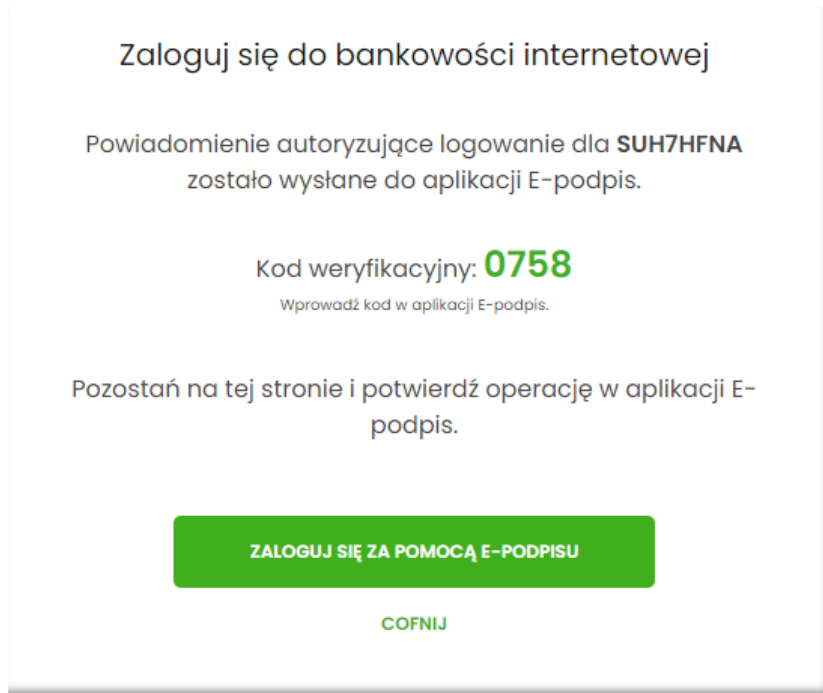 Zaloguj się do bankowości internetowej
Powiadomienie autoryzujące logowanie dla SUH7HFNA
zostało wysłane do aplikacji E-podpis.
Kod weryfikacyjny: 0758
Wprowadź kod w aplikacji E-podpis.
Pozostań na tej stronie i potwierdź operację w aplikacji E-
podpis.
ZALOGUJ SIĘ ZA POMOCĄ E-PODPISU
COFNIJ